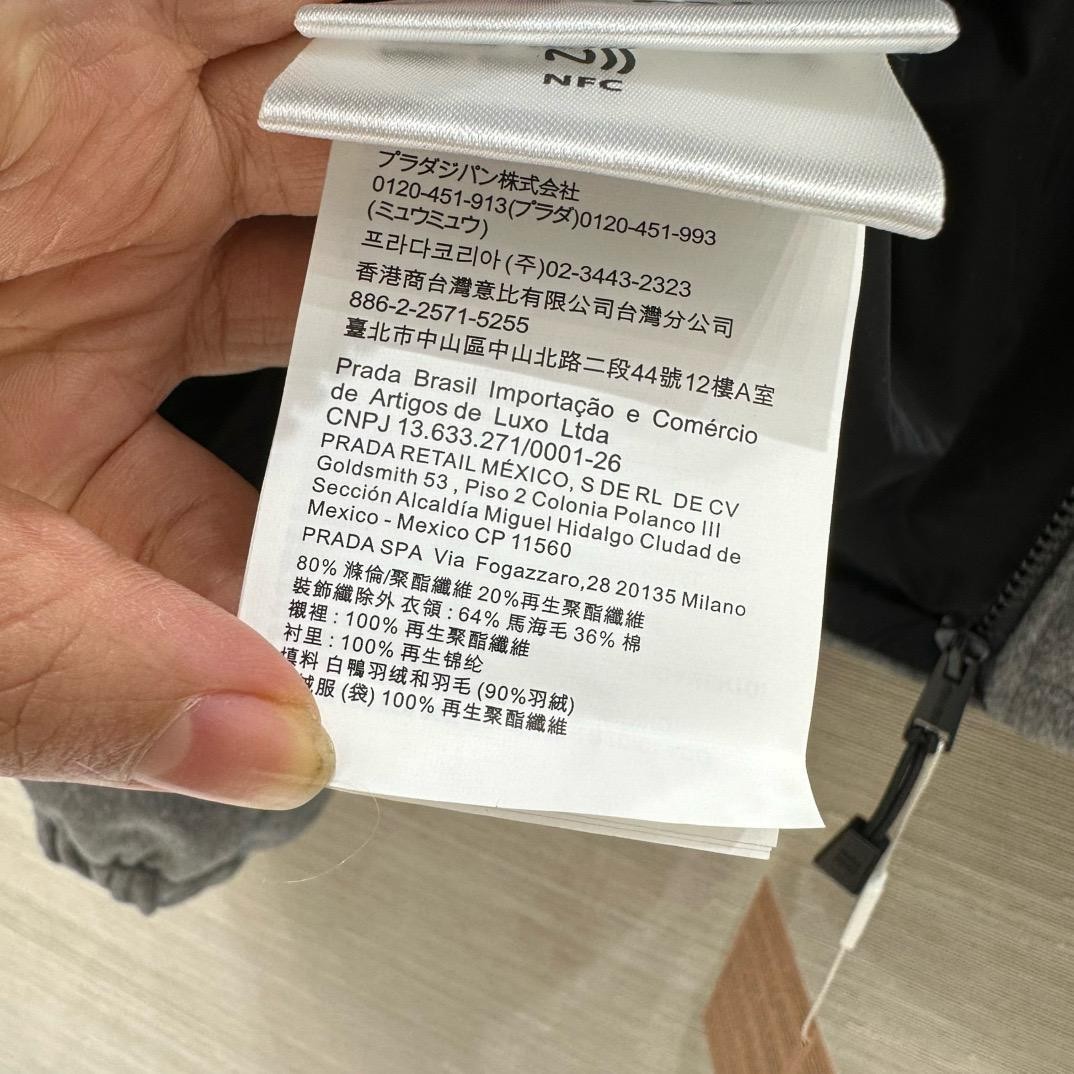 NFC
プラダジパン株式会社
0120-451-913(プラダ)0120-451-993
(ミュウミュウ)
프라다코리아(주)02-3443-2323
香港商台灣意比有限公司台灣分公司
886-2-2571-5255
臺北市中山區中山北路二段44號12樓A室
Prada Brasil Importação e Comércio
de Artigos de Luxo Ltda
CNPJ 13.633.271/0001-26
PRADA RETAIL MÉXICO, S DE RL DE CV
Goldsmith 53 , Piso 2 Colonia Polanco III
Sección Alcaldía Miguel Hidalgo Cludad de
Mexico - Mexico CP 11560
PRADA SPA Via Fogazzaro,28 20135 Milano
80% 滌倫/聚酯纖維 20%再生聚酯纖維
裝飾纖除外 衣領 : 64% 馬海毛 36% 棉
襯裡 : 100% 再生聚酯纖維
衬里 : 100% 再生锦纶
填料 白鴨羽绒和羽毛 (90%羽絨)
绒服 (袋) 100% 再生聚酯纖維